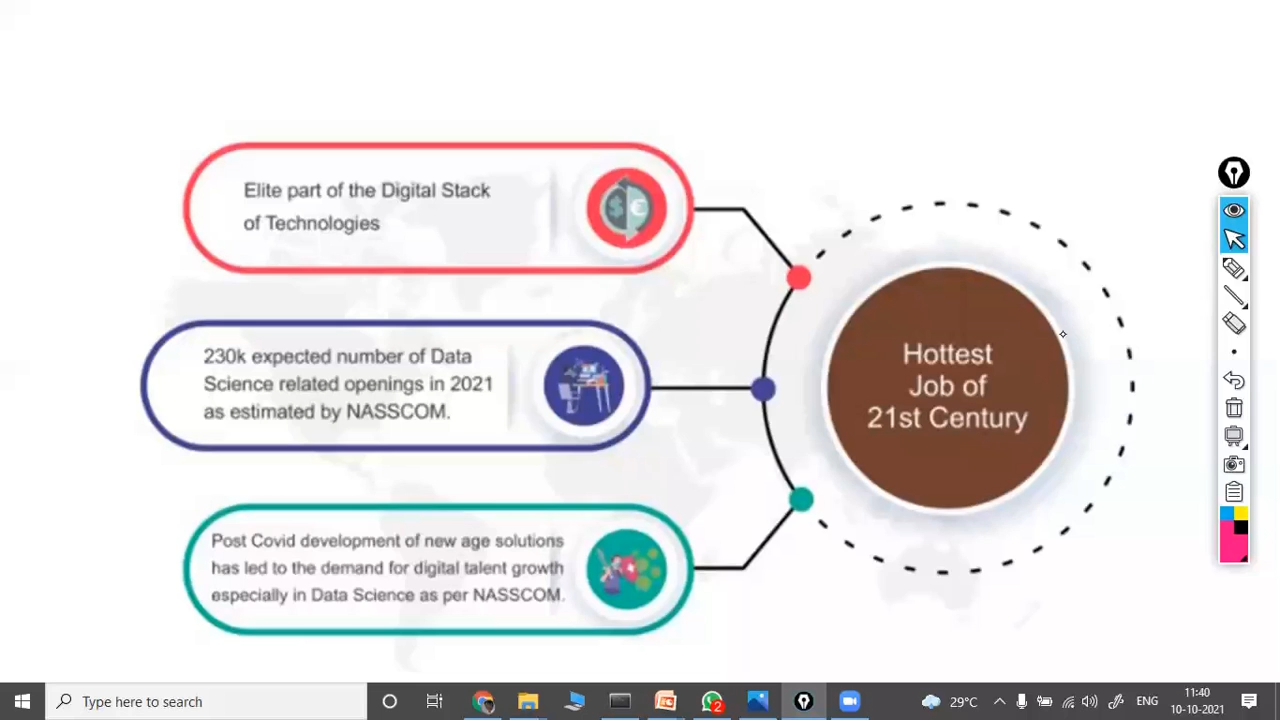 Elite part of the Digital Stack
of Technologies
230k expected number of Data
Science related openings in 2021
as estimated by NASSCOM.
Post Covid development of new age solutions
has led to the demand for digital talent growth
especially in Data Science as per NASSCOM.
Hottest
Job of
21st Century
Type here to search
2
29°C
ENG
11:40
10-10-2021